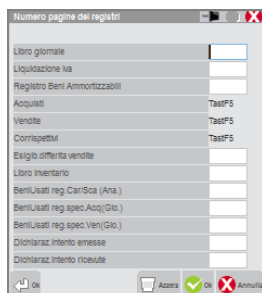 Numero pagine dei registri
Libro giornale
Liquidazione iva
Registro Beni Ammortizzabili
Acquisti TastF5
Vendite TastF5
Corrispettivi TastF5
Esigib.differita vendite
Libro inventario
BeniUsati reg.Car/Sca (Ana.)
BeniUsati reg.spec.Acq(Glo.)
BeniUsati reg.spec.Ven(Glo.)
Dichiaraz.intento emesse
Dichiaraz.intento ricevute
Ok Azzera Ok Annulla